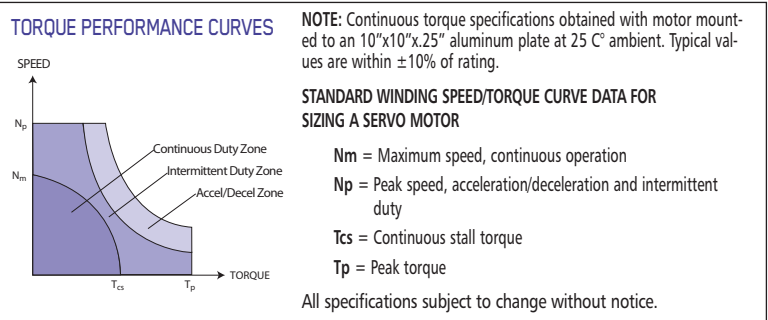 TORQUE PERFORMANCE CURVES
SPEED
Np
Nm
Continuous Duty Zone
Intermittent Duty Zone
Accel/Decel Zone
TORQUE
Tcs
Tp
NOTE: Continuous torque specifications obtained with motor mount-
ed to an 10”x10”x.25” aluminum plate at 25 C° ambient. Typical val-
ues are within ±10% of rating.
STANDARD WINDING SPEED/TORQUE CURVE DATA FOR
SIZING A SERVO MOTOR
Nm = Maximum speed, continuous operation
Np = Peak speed, acceleration/deceleration and intermittent
duty
Tcs = Continuous stall torque
Tp = Peak torque
All specifications subject to change without notice.